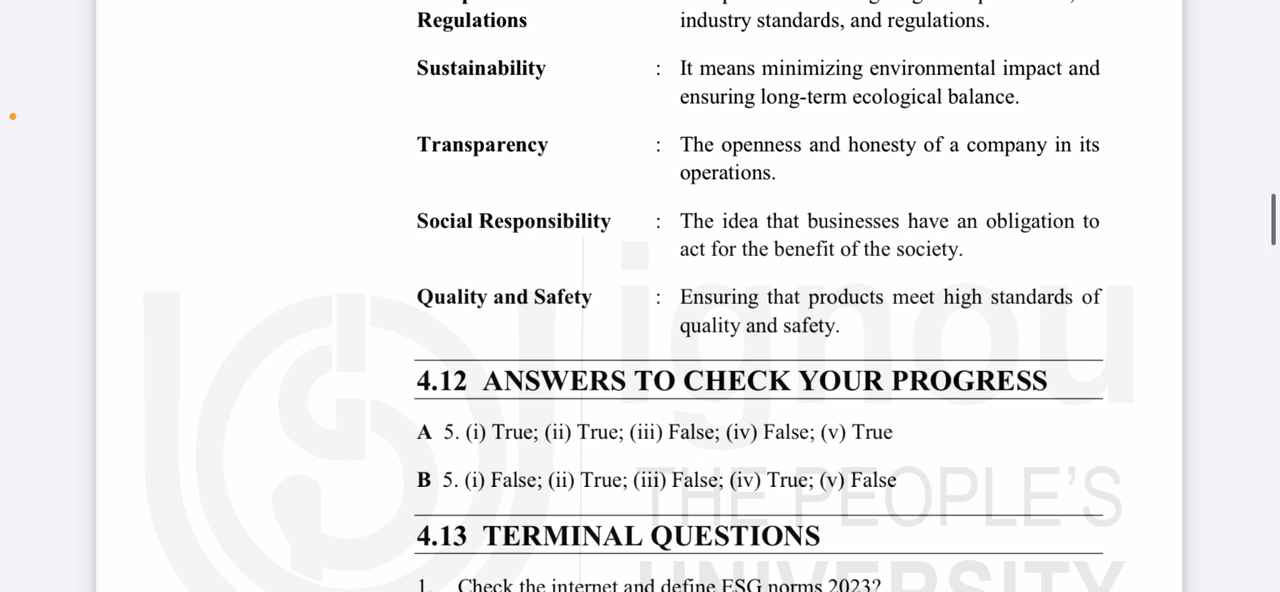 Regulations industry standards, and regulations.
Sustainability : It means minimizing environmental impact and
ensuring long-term ecological balance.
Transparency : The openness and honesty of a company in its
operations.
Social Responsibility : The idea that businesses have an obligation to
act for the benefit of the society.
Quality and Safety : Ensuring that products meet high standards of
quality and safety.
4.12 ANSWERS TO CHECK YOUR PROGRESS
A 5. (i) True; (ii) True; (iii) False; (iv) False; (v) True
B 5. (i) False; (ii) True; (iii) False; (iv) True; (v) False
4.13 TERMINAL QUESTIONS
1. Check the internet and define ESG norms 2023?
ignou
THE PEOPLE'S
UNIVERSITY